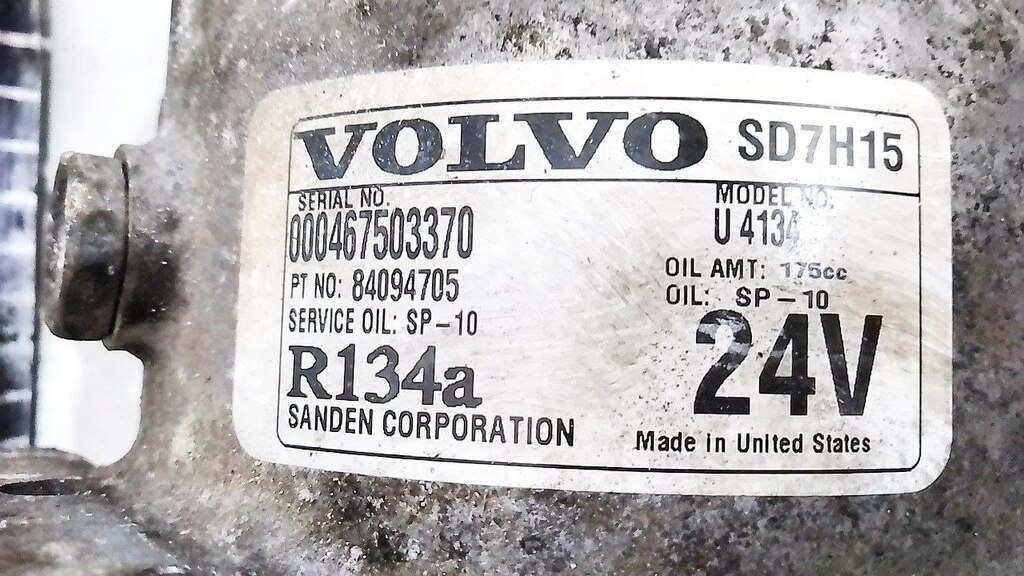 VOLVO SD7H15
SERIAL NO.
000467503370
PT NO: 84094705
SERVICE OIL: SP-10
R134a
SANDEN CORPORATION
MODEL NO.
U 4134
OIL AMT: 175cc
OIL: SP-10
24V
Made in United States